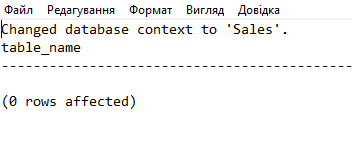 Файл Редагування Формат Вигляд Довідка
Changed database context to 'Sales'.
table_name
----------------------------------------------
(0 rows affected)